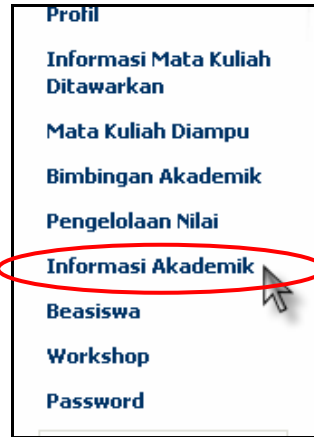 Profil
Informasi Mata Kuliah
Ditawarkan
Mata Kuliah Diampu
Bimbingan Akademik
Pengelolaan Nilai
Informasi Akademik
Beasiswa
Workshop
Password